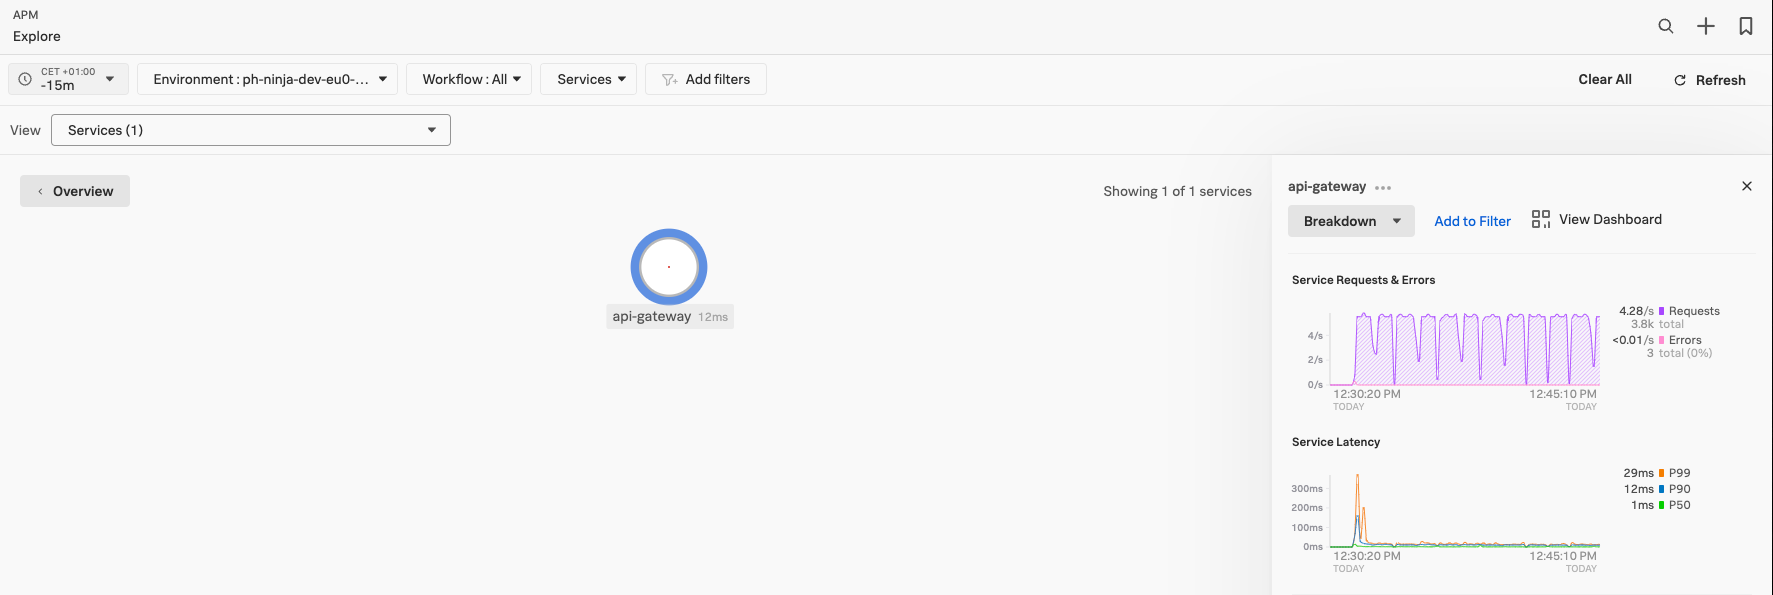 APM
Explore
CET +01:00
-15m
Environment : ph-ninja-dev-eu0-...
Workflow : All
Services
Add filters
Clear All
Refresh
View
Services (1)
Overview
Showing 1 of 1 services
api-gateway 12ms
api-gateway
Breakdown
Add to Filter
View Dashboard
Service Requests & Errors
4/s
2/s
0/s
12:30:20 PM
TODAY
12:45:10 PM
TODAY
4.28/s Requests
3.8k total
<0.01/s Errors
3 total (0%)
Service Latency
300ms
200ms
100ms
0ms
12:30:20 PM
TODAY
12:45:10 PM
TODAY
29ms P99
12ms P90
1ms P50